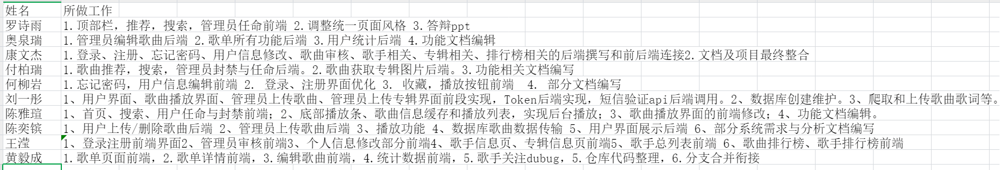 姓名 所做工作
罗诗雨 1.顶部栏，推荐，搜索，管理员任命前端 2.调整统一页面风格 3.答辩ppt
奥泉瑞 1.管理员编辑歌曲后端 2.歌单所有功能后端 3.用户统计后端 4.功能文档编辑
康文杰 1.登录、注册、忘记密码、用户信息修改、歌曲审核、歌手相关、专辑相关、排行榜相关的后端撰写和前后端连接2.文档及项目最终整合
付柏瑞 1.歌曲推荐，搜索，管理员封禁与任命后端。2.歌曲获取专辑图片后端。3.功能相关文档编写
何柳岩 1.忘记密码，用户信息编辑前端 2. 登录、注册界面优化 3. 收藏，播放按钮前端 4. 部分文档编写
刘一彤 1、用户界面、歌曲播放界面、管理员上传歌曲、管理员上传专辑界面前段实现，Token后端实现，短信验证api后端调用。2、数据库创建维护。3、爬取和上传歌曲歌词等。
陈雅瑄 1、首页、搜索、用户任命与封禁前端；2、底部播放条、歌曲信息缓存和播放列表，实现后台播放；3、歌曲播放界面的前端修改；4、功能文档编辑。
陈奕镔 1、用户上传/删除歌曲后端 2、管理员上传歌曲后端 3、播放功能 4、数据库歌曲数据传输 5、用户界面展示后端 6、部分系统需求与分析文档编写
王滢 1、登录注册前端界面2、管理员审核前端3、个人信息修改部分前端4、歌手信息页、专辑信息页前端5、歌手总列表前端 6、歌曲排行榜、歌手排行榜前端
黄毅成 1.歌单页面前端，2.歌单详情前端，3.编辑歌曲前端，4.统计数据前端，5.歌手关注dubug，5.仓库代码整理，6.分支合并衔接